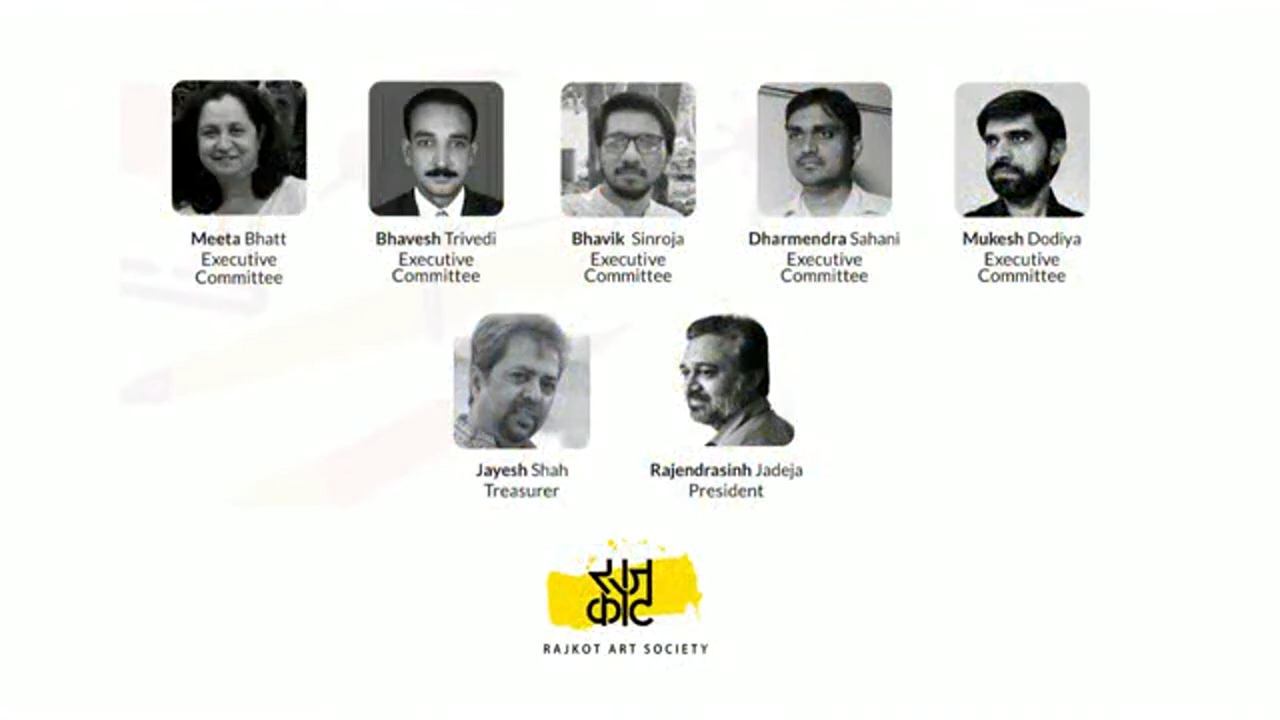 Meeta Bhatt
Executive
Committee
Bhavesh Trivedi
Executive
Committee
Bhavik Sinroja
Executive
Committee
Dharmendra Sahani
Executive
Committee
Mukesh Dodiya
Executive
Committee
Jayesh Shah
Treasurer
Rajendrasinh Jadeja
President
राज
कोट
RAJKOT ART SOCIETY